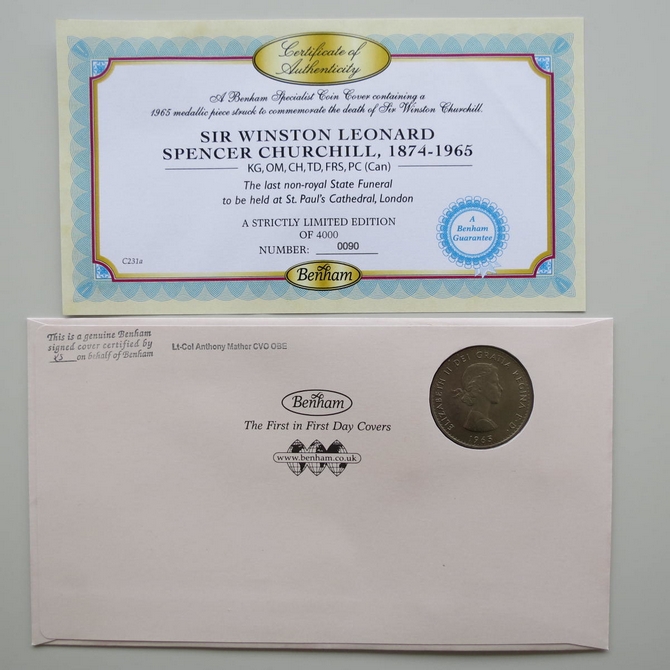 Certificate of
Authenticity
A Benham Specialist Coin Cover containing a
1965 medallic piece struck to commemorate the death of Sir Winston Churchill.
SIR WINSTON LEONARD
SPENCER CHURCHILL, 1874-1965
KG, OM, CH, TD, FRS, PC (Can)
The last non-royal State Funeral
to be held at St. Paul's Cathedral, London
A STRICTLY LIMITED EDITION
OF 4000
NUMBER: 0090
A
Benham
Guarantee
C231a
Benham
This is a genuine Benham
signed cover certified by
on behalf of Benham
Lt-Col Anthony Mather CVO OBE
Benham
The First in First Day Covers
www.benham.co.uk
ELIZABETH II DEI GRATIA REGINA F.D.
1965